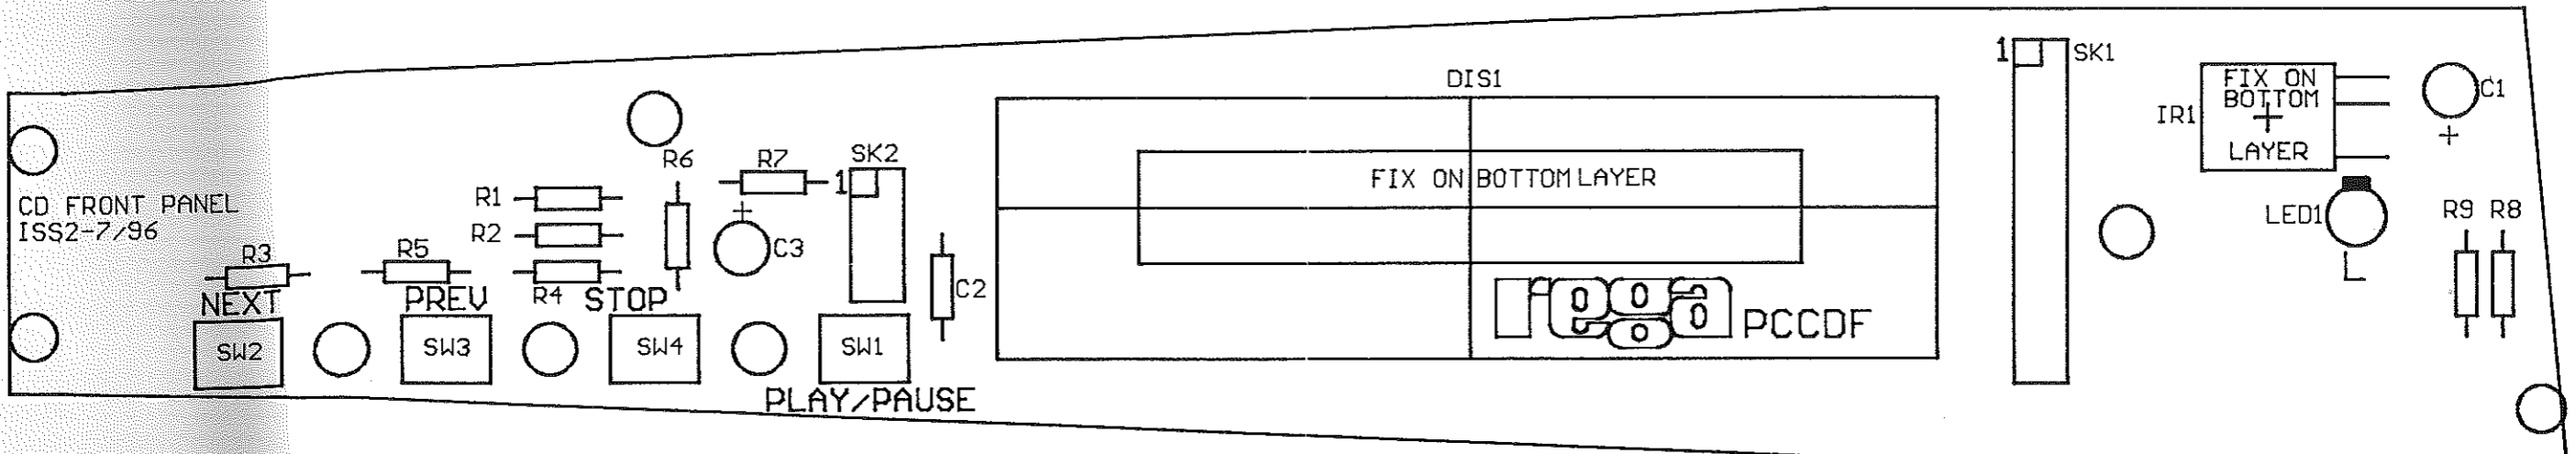 CD FRONT PANEL
ISS2-7/96
R3
NEXT
SW2
R5
PREV
SW3
R1
R2
R4
STOP
SW4
R6
R7
+
C3
1
SK2
C2
SW1
PLAY/PAUSE
DIS1
FIX ON BOTTOM LAYER
rega
PCCDF
1
SK1
IR1
FIX ON
BOTTOM
+
LAYER
C1
+
LED1
R9 R8